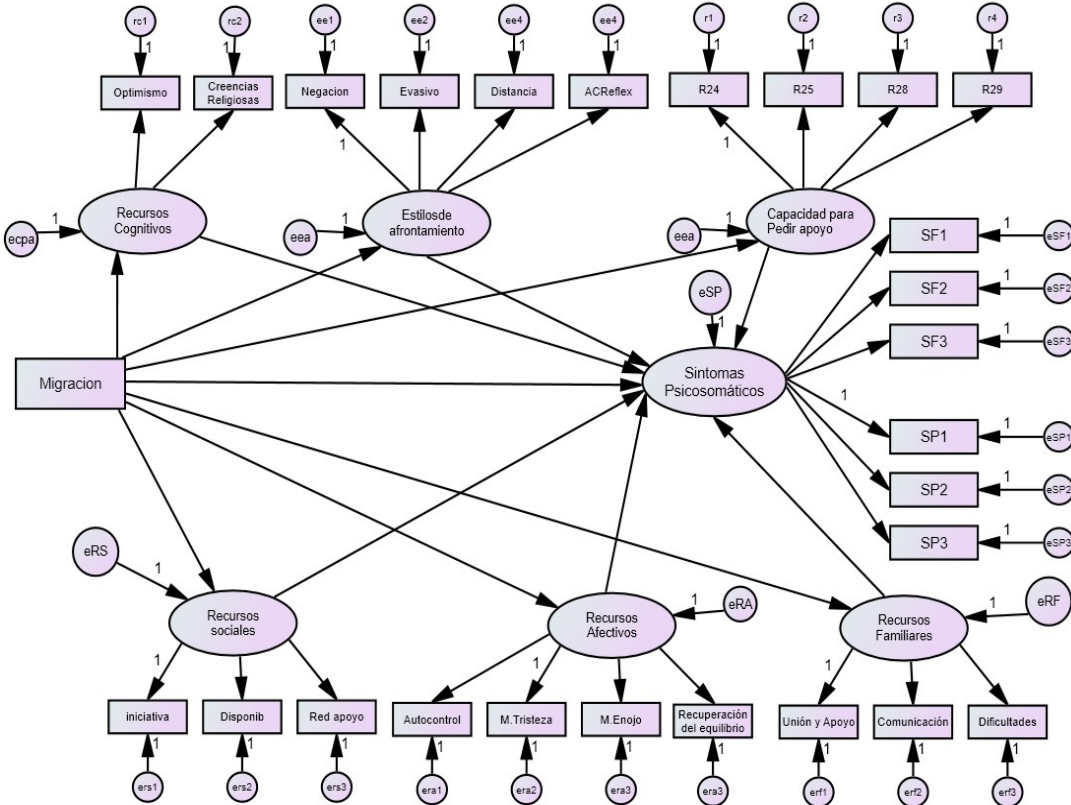 rc1
rc2
ee1
ee2
ee4
ee4
r1
r2
r3
r4
1
1
1
1
1
1
1
1
1
1
Optimismo
Creencias
Religiosas
Negacion
Evasivo
Distancia
ACReflex
R24
R25
R28
R29
1
1
ecpa
1
Recursos
Cognitivos
eea
1
Estilosde
afrontamiento
eea
1
Capacidad para
Pedir apoyo
SF1
1
eSF1
SF2
1
eSF2
SF3
1
eSF3
eSP
1
Migracion
Sintomas
Psicosomáticos
1
SP1
1
eSP1
SP2
1
eSP2
SP3
1
eSP3
eRS
1
Recursos
sociales
Recursos
Afectivos
1
eRA
Recursos
Familiares
1
eRF
1
1
1
iniciativa
Disponib
Red apoyo
Autocontrol
M.Tristeza
M.Enojo
Recuperación
del equilibrio
Unión y Apoyo
Comunicación
Dificultades
1
1
1
1
1
1
1
1
1
1
ers1
ers2
ers3
era1
era2
era3
era3
erf1
erf2
erf3